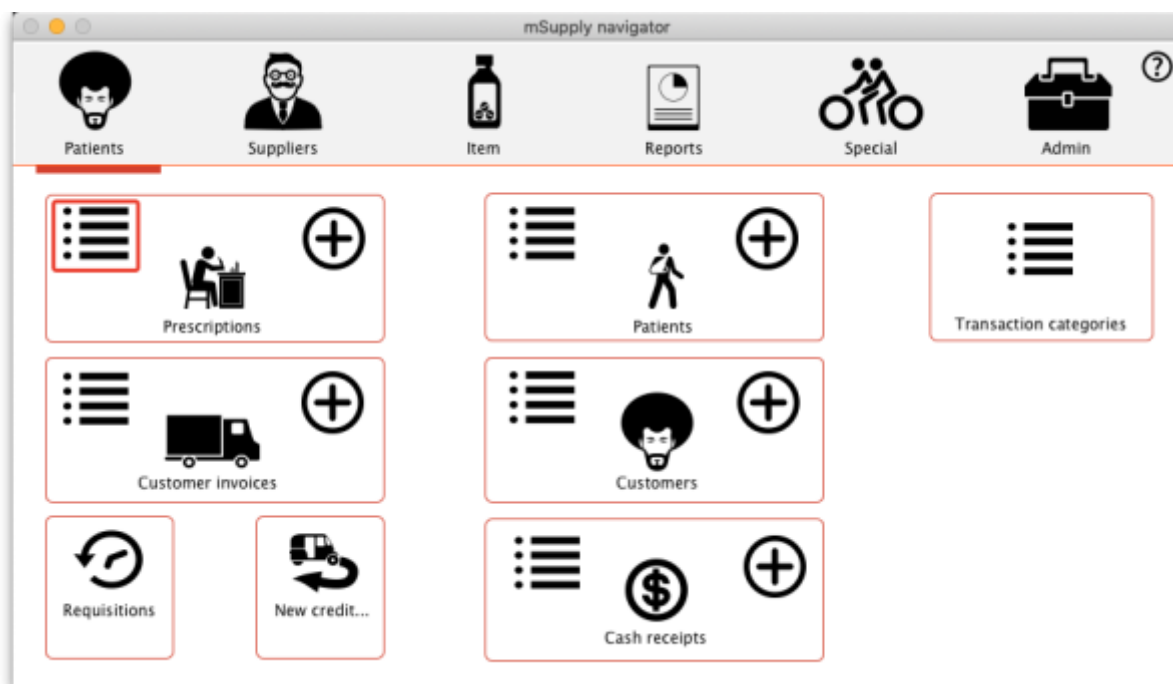 mSupply navigator
?
Patients
Suppliers
Item
Reports
Special
Admin
Prescriptions
Patients
Transaction categories
Customer invoices
Customers
Requisitions
New credit...
$
Cash receipts